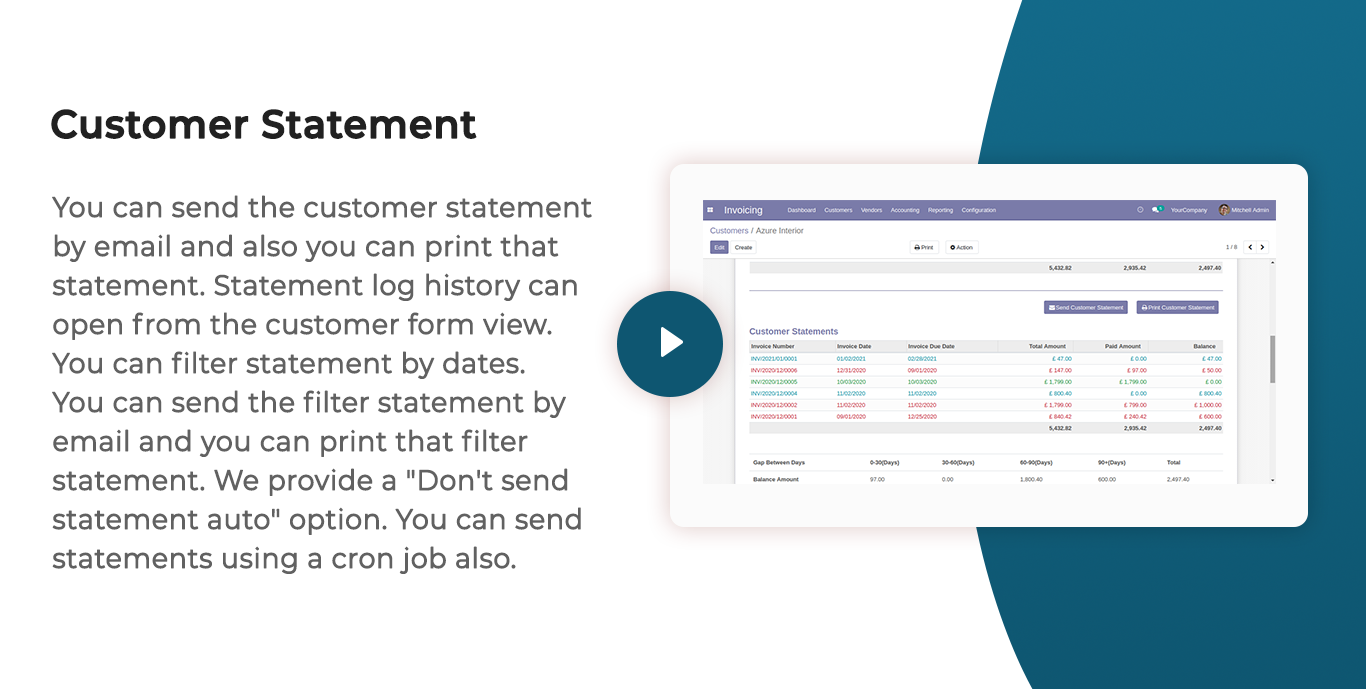 Customer Statement
You can send the customer statement
by email and also you can print that
statement. Statement log history can
open from the customer form view.
You can filter statement by dates.
You can send the filter statement by
email and you can print that filter
statement. We provide a "Don't send
statement auto" option. You can send
statements using a cron job also.
Invoicing Dashboard Customers Vendors Accounting Reporting Configuration YourCompany Mitchell Admin
Customers / Azure Interior
Edit Create Print Action 1 / 8
5,432.82 2,935.42 2,497.40
Send Customer Statement Print Customer Statement
Customer Statements
Invoice Number Invoice Date Invoice Due Date Total Amount Paid Amount Balance
INV/2021/01/0001 01/02/2021 02/28/2021 £ 47.00 £ 0.00 £ 47.00
INV/2020/12/0006 12/31/2020 09/01/2020 £ 147.00 £ 97.00 £ 50.00
INV/2020/12/0005 10/03/2020 10/03/2020 £ 1,799.00 £ 1,799.00 £ 0.00
INV/2020/12/0004 11/02/2020 11/02/2020 £ 800.40 £ 0.00 £ 800.40
INV/2020/12/0002 11/02/2020 11/02/2020 £ 1,799.00 £ 799.00 £ 1,000.00
INV/2020/12/0001 09/01/2020 12/25/2020 £ 840.42 £ 240.42 £ 600.00
5,432.82 2,935.42 2,497.40
Gap Between Days 0-30(Days) 30-60(Days) 60-90(Days) 90+(Days) Total
Balance Amount 97.00 0.00 1,800.40 600.00 2,497.40